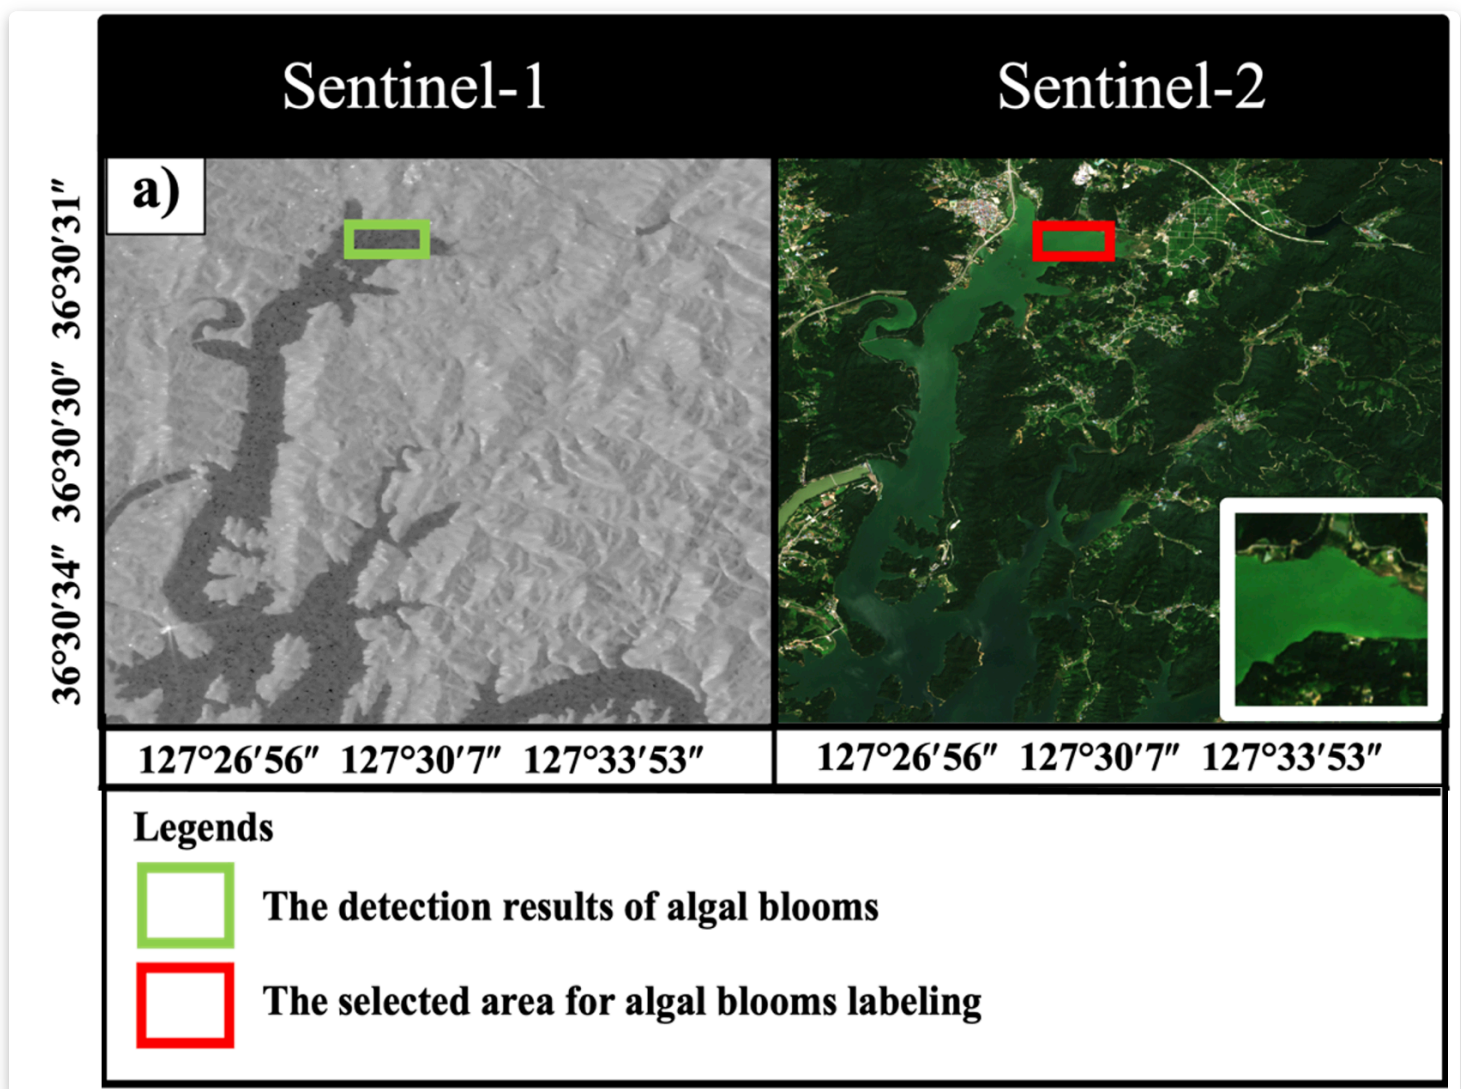 Sentinel-1 Sentinel-2
a)
36°30′31″
36°30′30″
36°30′34″
127°26′56″ 127°30′7″ 127°33′53″ 127°26′56″ 127°30′7″ 127°33′53″
Legends
The detection results of algal blooms
The selected area for algal blooms labeling